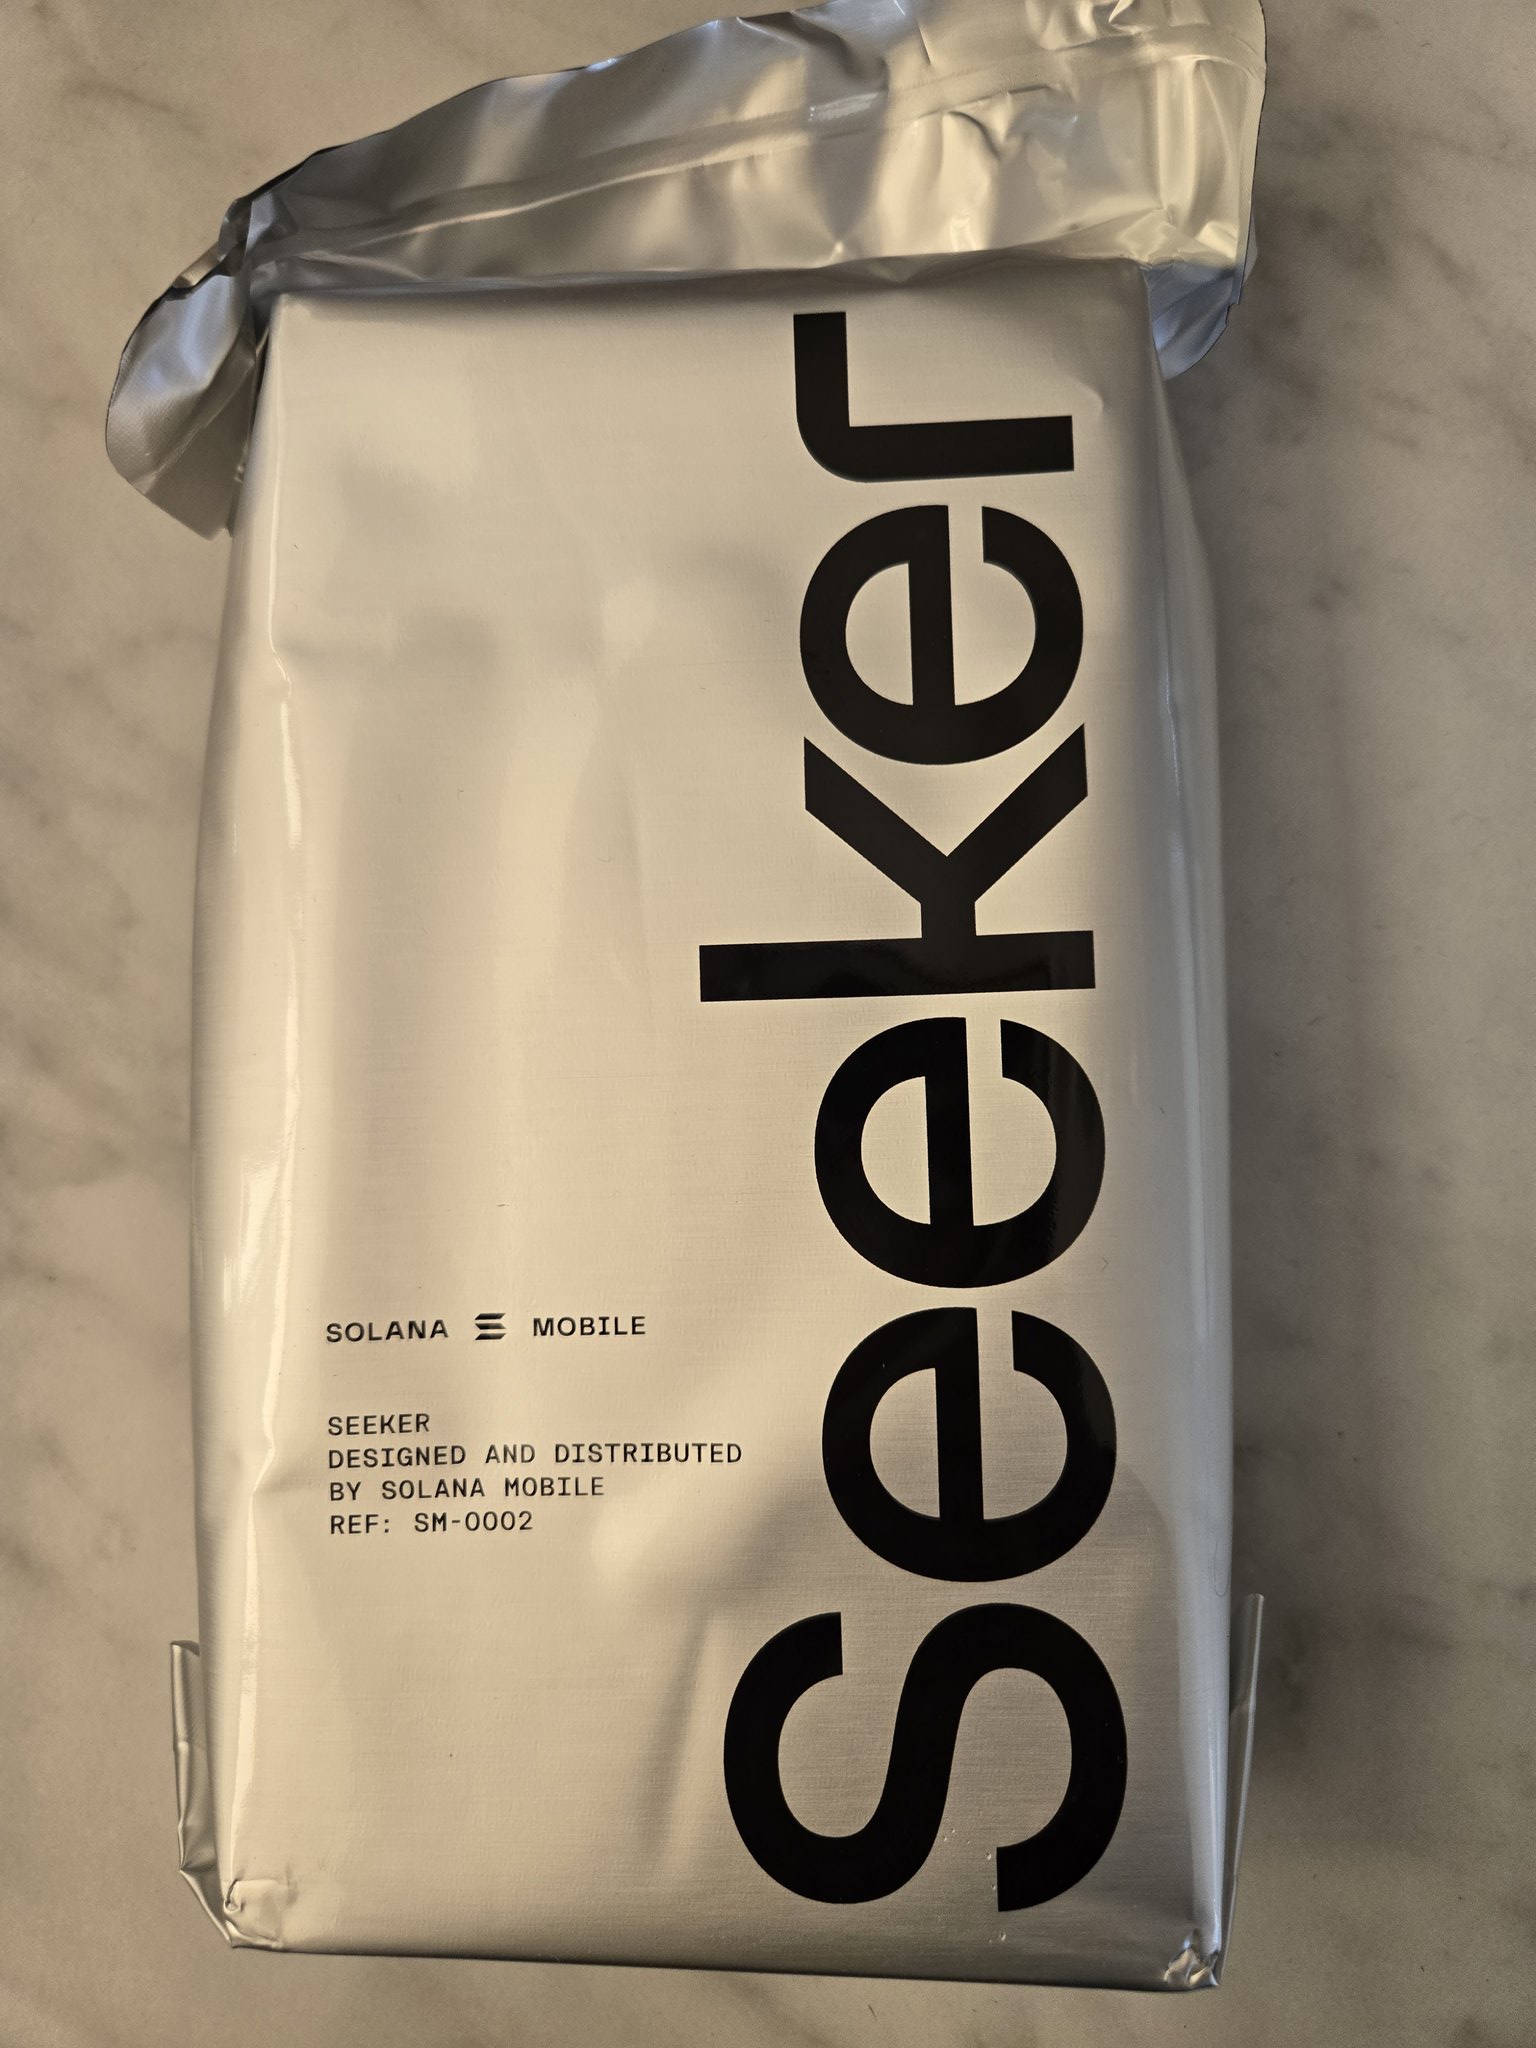 Seeker
SOLANA MOBILE
SEEKER
DESIGNED AND DISTRIBUTED
BY SOLANA MOBILE
REF: SM-0002